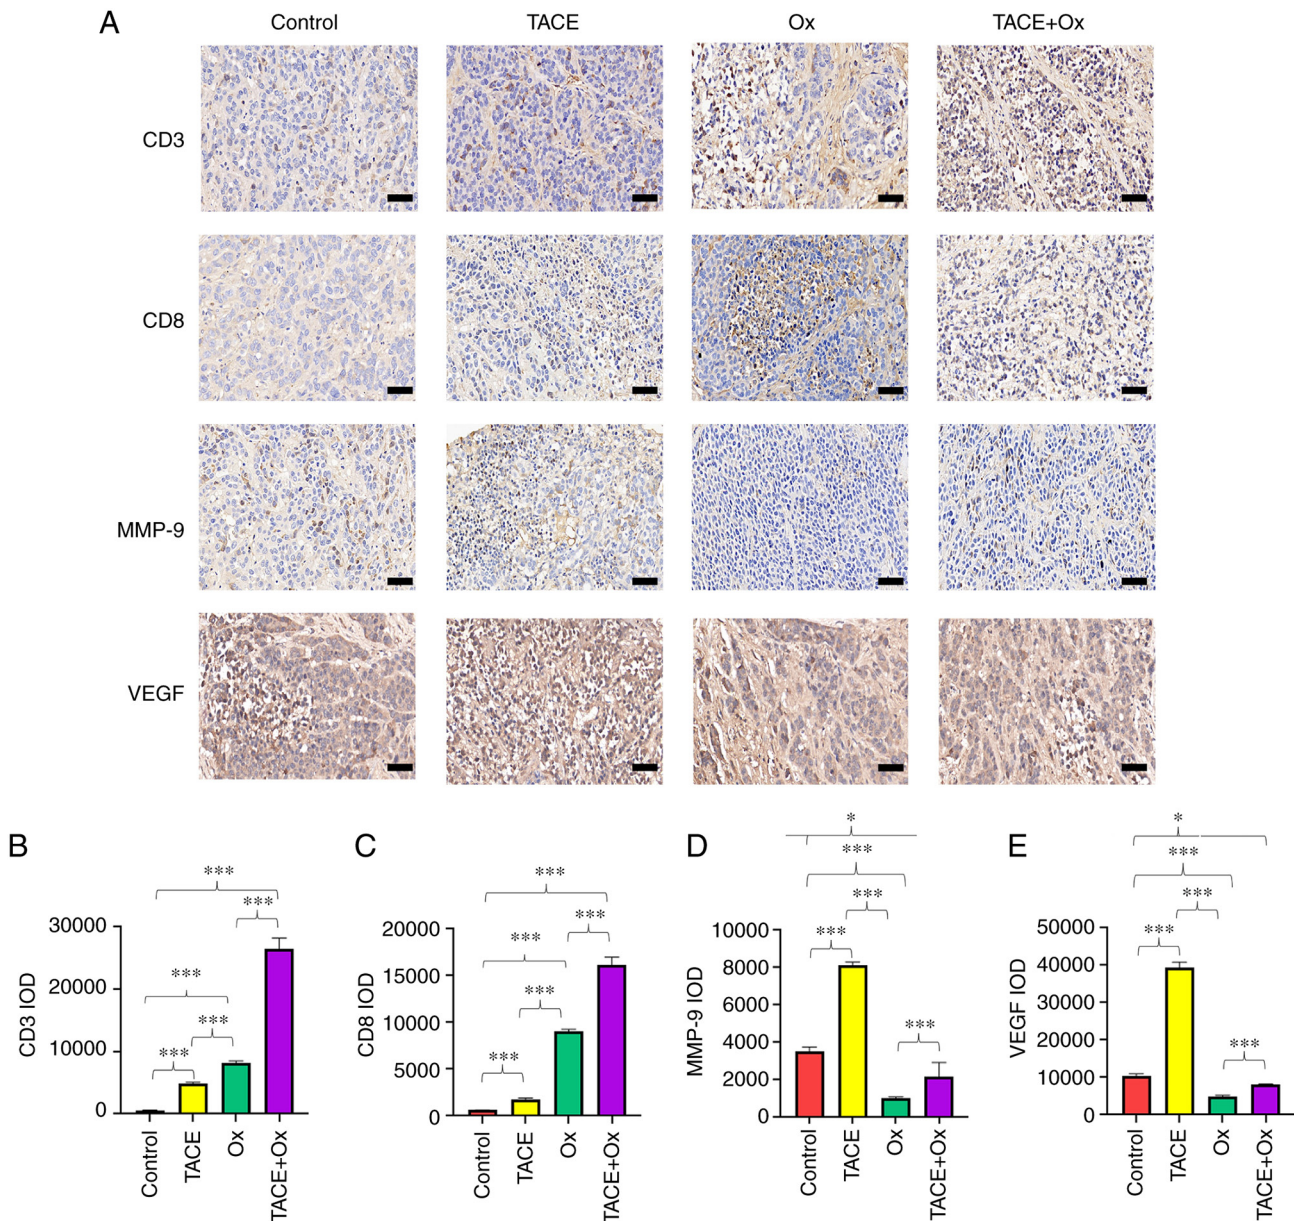 A
Control TACE Ox TACE+Ox
CD3
CD8
MMP-9
VEGF
B
CD3 IOD
30000
20000
10000
0
***
***
***
***
***
Control TACE Ox TACE+Ox
C
CD8 IOD
20000
15000
10000
5000
0
***
***
***
***
***
Control TACE Ox TACE+Ox
D
MMP-9 IOD
10000
8000
6000
4000
2000
0
*
***
***
***
***
Control TACE Ox TACE+Ox
E
VEGF IOD
50000
40000
30000
20000
10000
0
*
***
***
***
***
Control TACE Ox TACE+Ox